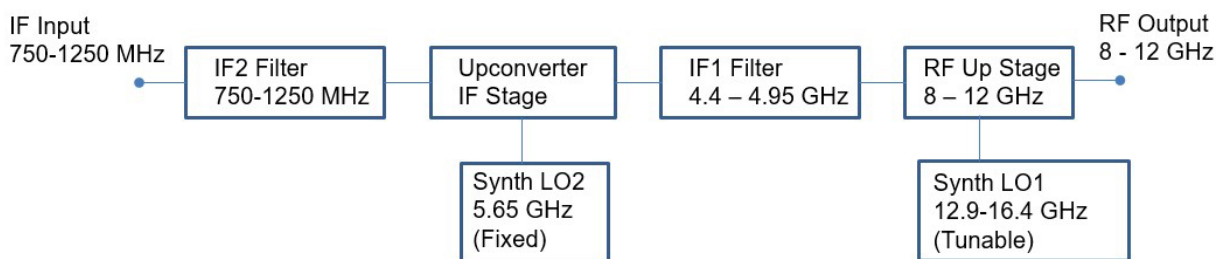 IF Input
750-1250 MHz
IF2 Filter
750-1250 MHz
Upconverter
IF Stage
IF1 Filter
4.4 – 4.95 GHz
RF Up Stage
8 – 12 GHz
RF Output
8 - 12 GHz
Synth LO2
5.65 GHz
(Fixed)
Synth LO1
12.9-16.4 GHz
(Tunable)